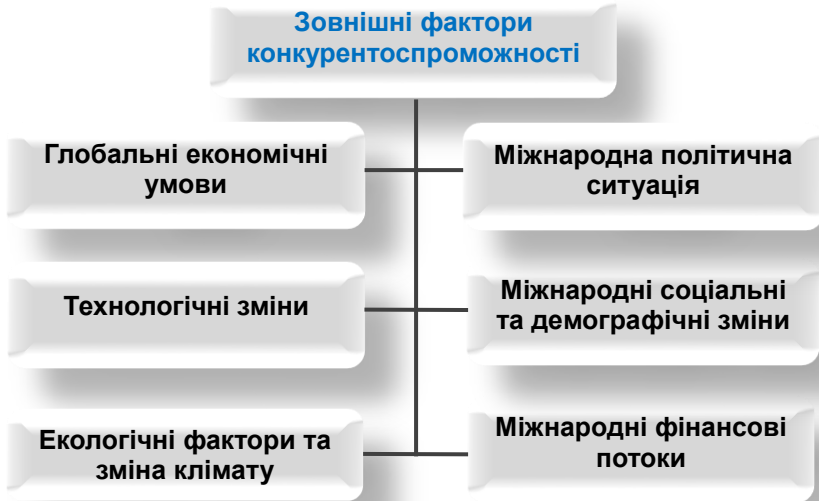 Зовнішні фактори
конкурентоспроможності
Глобальні економічні
умови
Міжнародна політична
ситуація
Технологічні зміни
Міжнародні соціальні
та демографічні зміни
Екологічні фактори та
зміна клімату
Міжнародні фінансові
потоки